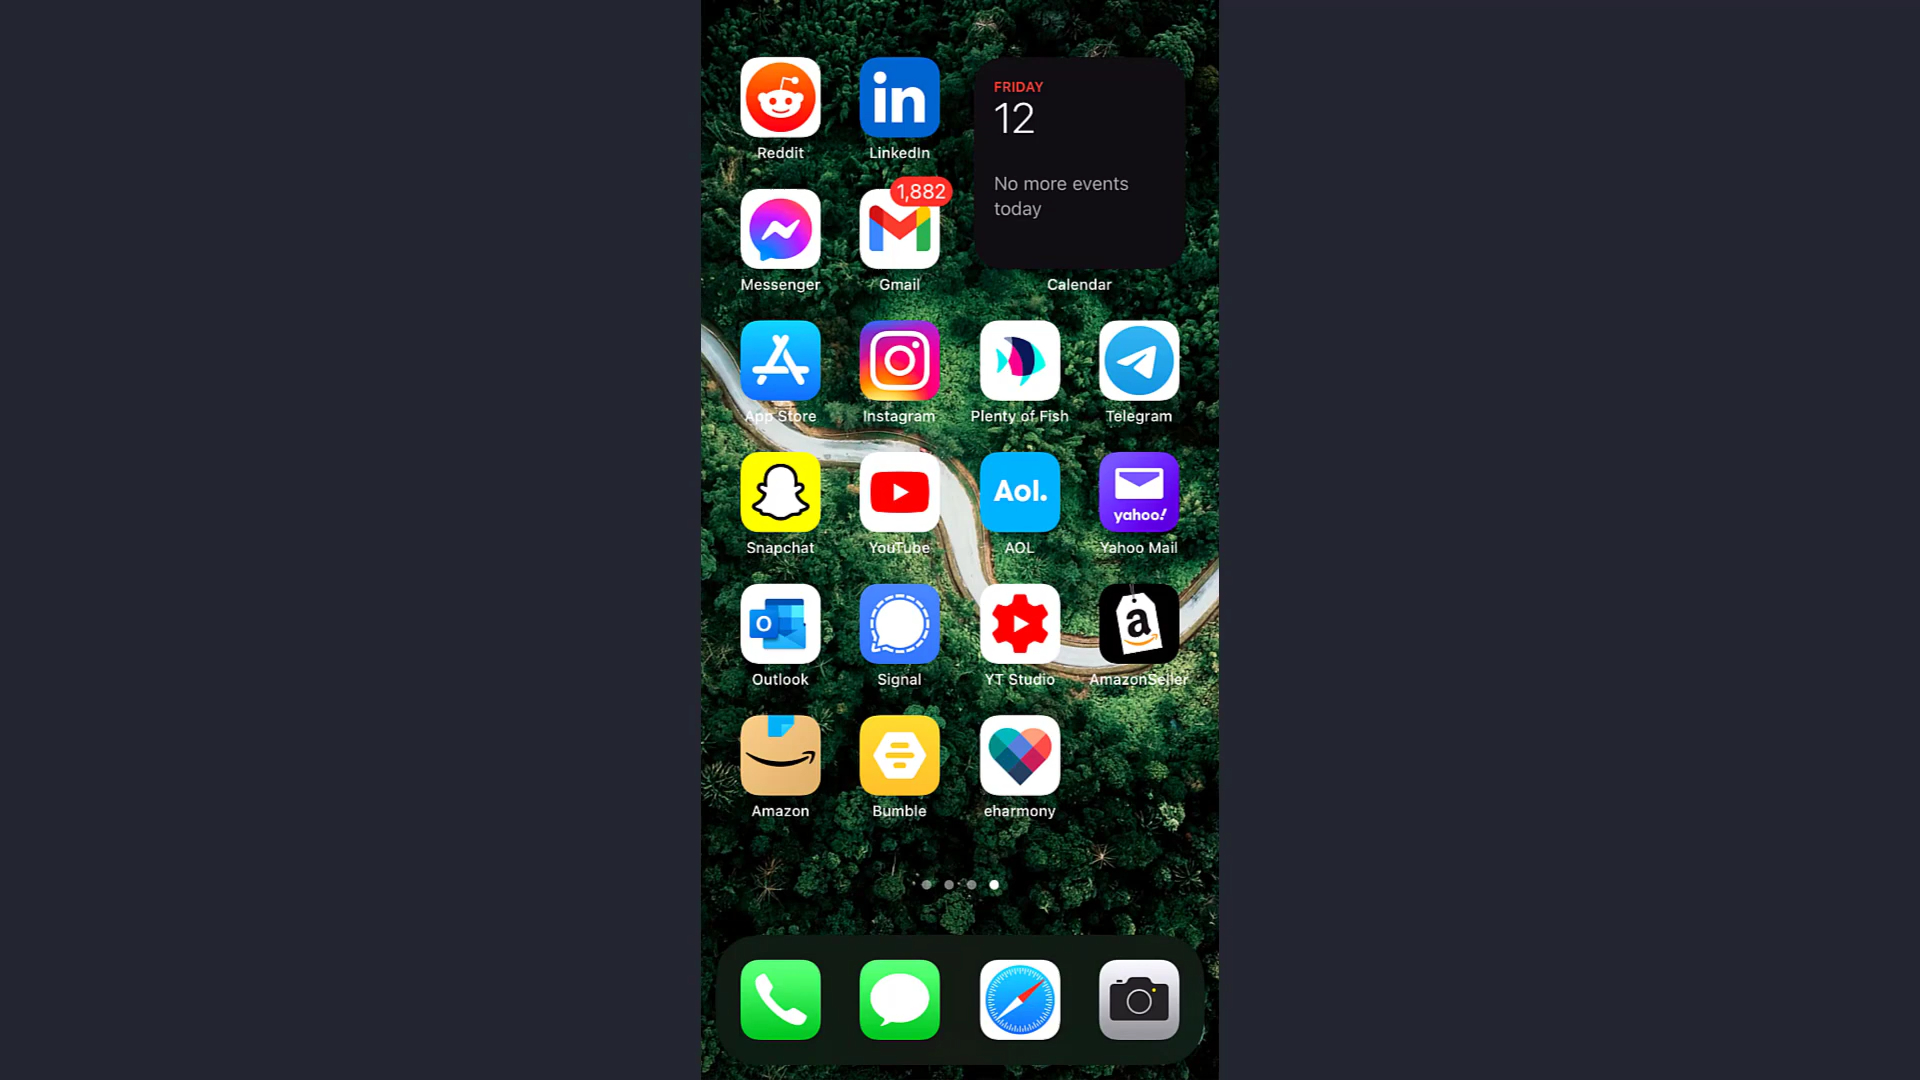 FRIDAY
12
No more events
today
in
Reddit
LinkedIn
1,882
Messenger
Gmail
Calendar
App Store
Instagram
Plenty of Fish
Telegram
Aol.
yahoo!
Snapchat
YouTube
AOL
Yahoo Mail
O
a
Outlook
Signal
YT Studio
AmazonSeller
Amazon
Bumble
eharmony